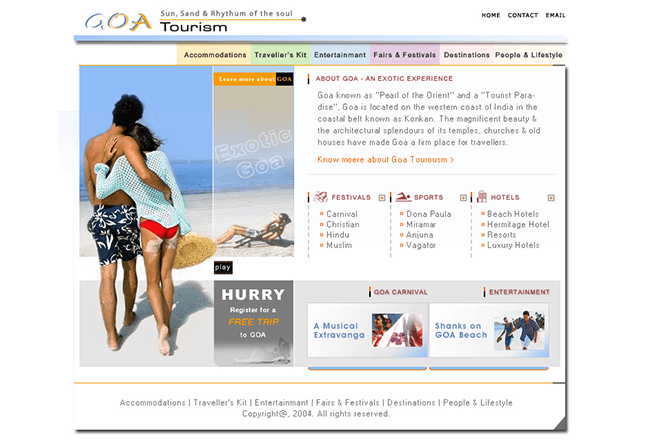 GOA
Sun, Sand & Rhythum of the soul
Tourism
HOME CONTACT EMAIL
Accommodations Traveller's Kit Entertainmant Fairs & Festivals Destinations People & Lifestyle
Learn more about GOA
Exotic
Goa
play
HURRY
Register for a
FREE TRIP
to GOA
ABOUT GOA - AN EXOTIC EXPERIENCE
Goa known as "Pearl of the Orient" and a "Tourist Para-
dise", Goa is located on the western coast of India in the
coastal belt known as Konkan. The magnificent beauty &
the architectural splendours of its temples, churches & old
houses have made Goa a firm place for travellers.
Know moere about Goa Tourousm >
FESTIVALS
Carnival
Christian
Hindu
Muslim
SPORTS
Dona Paula
Miramar
Anjuna
Vagator
HOTELS
Beach Hotels
Hermitage Hotel
Resorts
Luxury Hotels
GOA CARNIVAL
A Musical
Extravanga
ENTERTAINMENT
Shanks on
GOA Beach
Accommodations | Traveller's Kit | Entertainmant | Fairs & Festivals | Destinations | People & Lifestyle
Copyright@, 2004. All rights reserved.